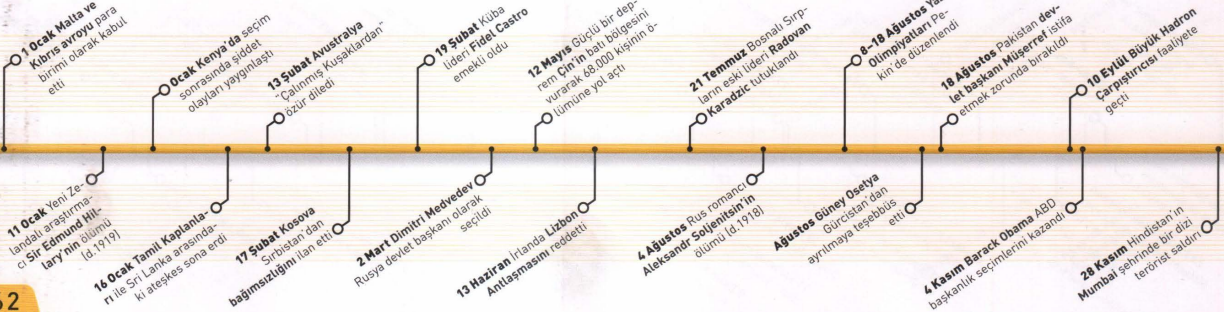 1 Ocak Malta ve
Kıbrıs avroyu para
birimi olarak kabul
etti
Ocak Kenya'da seçim
sonrasında şiddet
olayları yaygınlaştı
13 Şubat Avustralya
"Çalınmış Kuşaklardan"
özür diledi
19 Şubat Küba
lideri Fidel Castro
emekli oldu
12 Mayıs Güçlü bir dep-
rem Çin'in batı bölgesini
vurarak 68.000 kişinin ö-
lümüne yol açtı
21 Temmuz Bosnalı Sırp-
ların eski lideri Radovan
Karadzic tutuklandı
8-18 Ağustos
Olimpiyatları Pe-
kin'de düzenlendi
18 Ağustos Pakistan dev-
let başkanı Müşerref istifa
etmek zorunda bırakıldı
10 Eylül Büyük Hadron
Çarpıştırıcısı faaliyete
geçti
11 Ocak Yeni Ze-
landalı araştırma-
cı Sir Edmund Hil-
lary'nin ölümü
(d.1919)
16 Ocak Tamil Kaplanla-
rı ile Sri Lanka arasında-
ki ateşkes sona erdi
17 Şubat Kosova
Sırbistan'dan
bağımsızlığını ilan etti
2 Mart Dimitri Medvedev
Rusya devlet başkanı olarak
seçildi
13 Haziran İrlanda Lizbon
Antlaşmasını reddetti
4 Ağustos Rus romancı
Aleksandr Soljenitsin'in
ölümü (d.1918)
Ağustos Güney Osetya
Gürcistan'dan
ayrılmaya teşebbüs
etti
4 Kasım Barack Obama ABD
başkanlık seçimlerini kazandı
28 Kasım Hindistan'ın
Mumbai şehrinde bir dizi
terörist saldırı
62